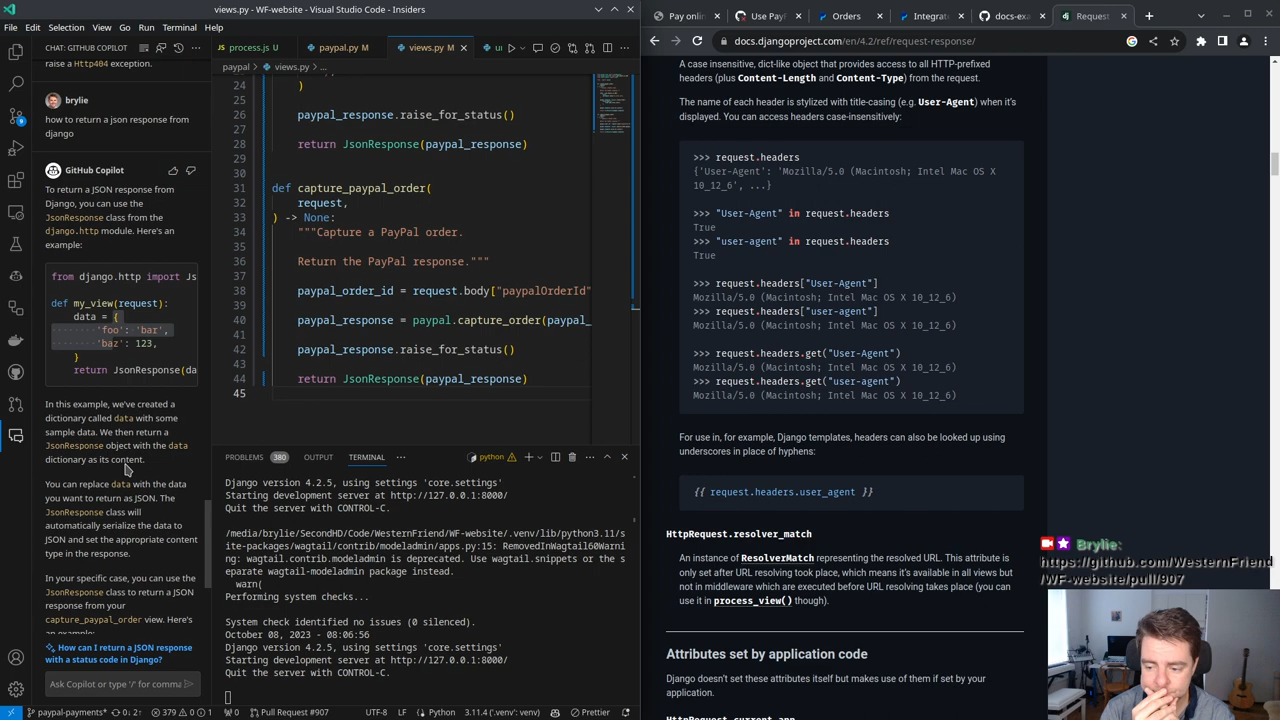 views.py - WF-website - Visual Studio Code - Insiders
File Edit Selection View Go Run Terminal Help
CHAT: GITHUB COPILOT
raise a Http404 exception.
brylie
how to return a json response from
django
GitHub Copilot
To return a JSON response from
Django, you can use the
JsonResponse class from the
django.http module. Here's an
example:
from django.http import Js
def my_view(request):
data = {
'foo': 'bar',
'baz': 123,
}
return JsonResponse(da
In this example, we've created a
dictionary called data with some
sample data. We then return a
JsonResponse object with the data
dictionary as its content.
You can replace data with the data
you want to return as JSON. The
JsonResponse class will
automatically serialize the data to
JSON and set the appropriate content
type in the response.
In your specific case, you can use the
JsonResponse class to return a JSON
response from your
capture_paypal_order view. Here's
an example:
How can I return a JSON response
with a status code in Django?
Ask Copilot or type '/' for comma
process.js paypal.py M views.py M
paypal > views.py > ...
24 )
25
26 paypal_response.raise_for_status()
27
28 return JsonResponse(paypal_response)
29
30
31 def capture_paypal_order(
32 request,
33 ) -> None:
34 """Capture a PayPal order.
35
36 Return the PayPal response."""
37
38 paypal_order_id = request.body["paypalOrderId"
39
40 paypal_response = paypal.capture_order(paypal_
41
42 paypal_response.raise_for_status()
43
44 return JsonResponse(paypal_response)
45
PROBLEMS 380 OUTPUT TERMINAL ... python
Django version 4.2.5, using settings 'core.settings'
Starting development server at http://127.0.0.1:8000/
Quit the server with CONTROL-C.
/media/brylie/SecondHD/Code/WesternFriend/WF-website/.venv/lib/python3.11/s
ite-packages/wagtail/contrib/modeladmin/apps.py:15: RemovedInWagtail60Warni
ng: wagtail.contrib.modeladmin is deprecated. Use wagtail.snippets or the s
eparate wagtail-modeladmin package instead.
warn(
Performing system checks...
System check identified no issues (0 silenced).
October 08, 2023 - 08:06:56
Django version 4.2.5, using settings 'core.settings'
Starting development server at http://127.0.0.1:8000/
Quit the server with CONTROL-C.
paypal-payments* 0↓ 2↑ 379 0 1 0 Pull Request #907 UTF-8 LF Python 3.11.4 ('.venv': venv) Prettier
Pay onli Use PayP Orders Integrat docs-exa Request
docs.djangoproject.com/en/4.2/ref/request-response/
A case insensitive, dict-like object that provides access to all HTTP-prefixed
headers (plus Content-Length and Content-Type) from the request.
The name of each header is stylized with title-casing (e.g. User-Agent) when it's
displayed. You can access headers case-insensitively:
>>> request.headers
{'User-Agent': 'Mozilla/5.0 (Macintosh; Intel Mac OS X
10_12_6', ...}
>>> "User-Agent" in request.headers
True
>>> "user-agent" in request.headers
True
>>> request.headers["User-Agent"]
Mozilla/5.0 (Macintosh; Intel Mac OS X 10_12_6)
>>> request.headers["user-agent"]
Mozilla/5.0 (Macintosh; Intel Mac OS X 10_12_6)
>>> request.headers.get("User-Agent")
Mozilla/5.0 (Macintosh; Intel Mac OS X 10_12_6)
>>> request.headers.get("user-agent")
Mozilla/5.0 (Macintosh; Intel Mac OS X 10_12_6)
For use in, for example, Django templates, headers can also be looked up using
underscores in place of hyphens:
{{ request.headers.user_agent }}
HttpRequest.resolver_match
An instance of ResolverMatch representing the resolved URL. This attribute is
only set after URL resolving took place, which means it's available in all views but
not in middleware which are executed before URL resolving takes place (you can
use it in process_view() though).
Attributes set by application code
Django doesn't set these attributes itself but makes use of them if set by your
application.
HttpRequest.current_app
Brylie:
https://github.com/WesternFriend
/WF-website/pull/907